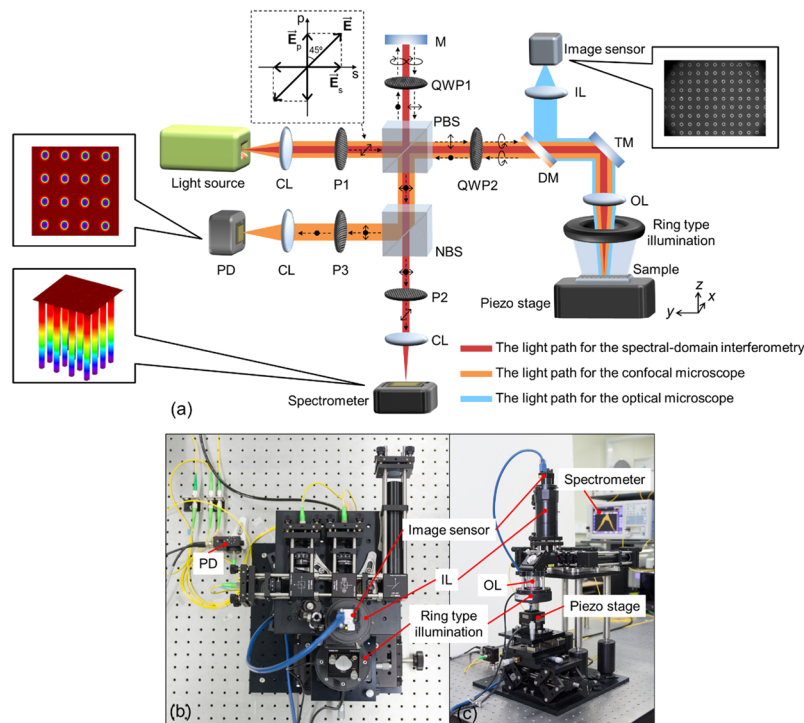 p
E
E_p
45°
s
E_s
M
QWP1
PBS
Image sensor
IL
TM
Light source
CL
P1
QWP2
DM
OL
Ring type
illumination
PD
CL
P3
NBS
Sample
P2
Piezo stage
z
x
y
CL
Spectrometer
The light path for the spectral-domain interferometry
The light path for the confocal microscope
The light path for the optical microscope
(a)
PD
Image sensor
IL
Ring type
illumination
(b)
Spectrometer
OL
Piezo stage
(c)